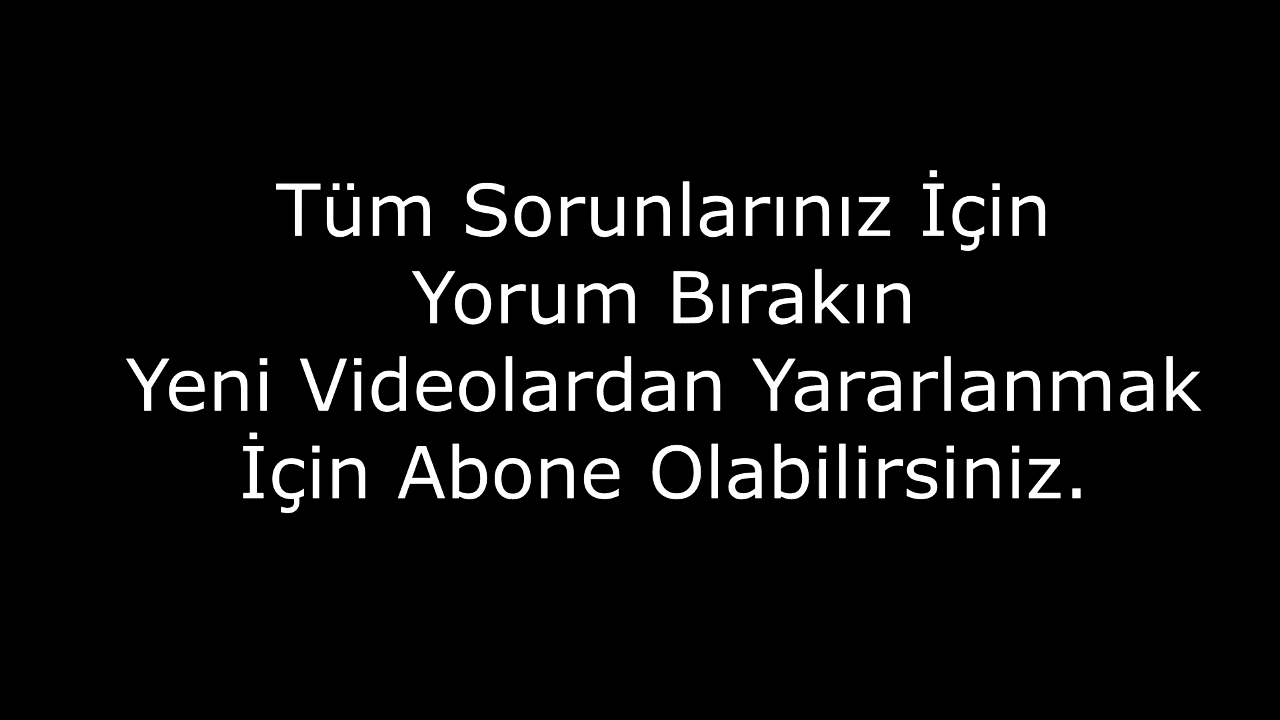 Tüm Sorunlarınız İçin
Yorum Bırakın
Yeni Videolardan Yararlanmak
İçin Abone Olabilirsiniz.